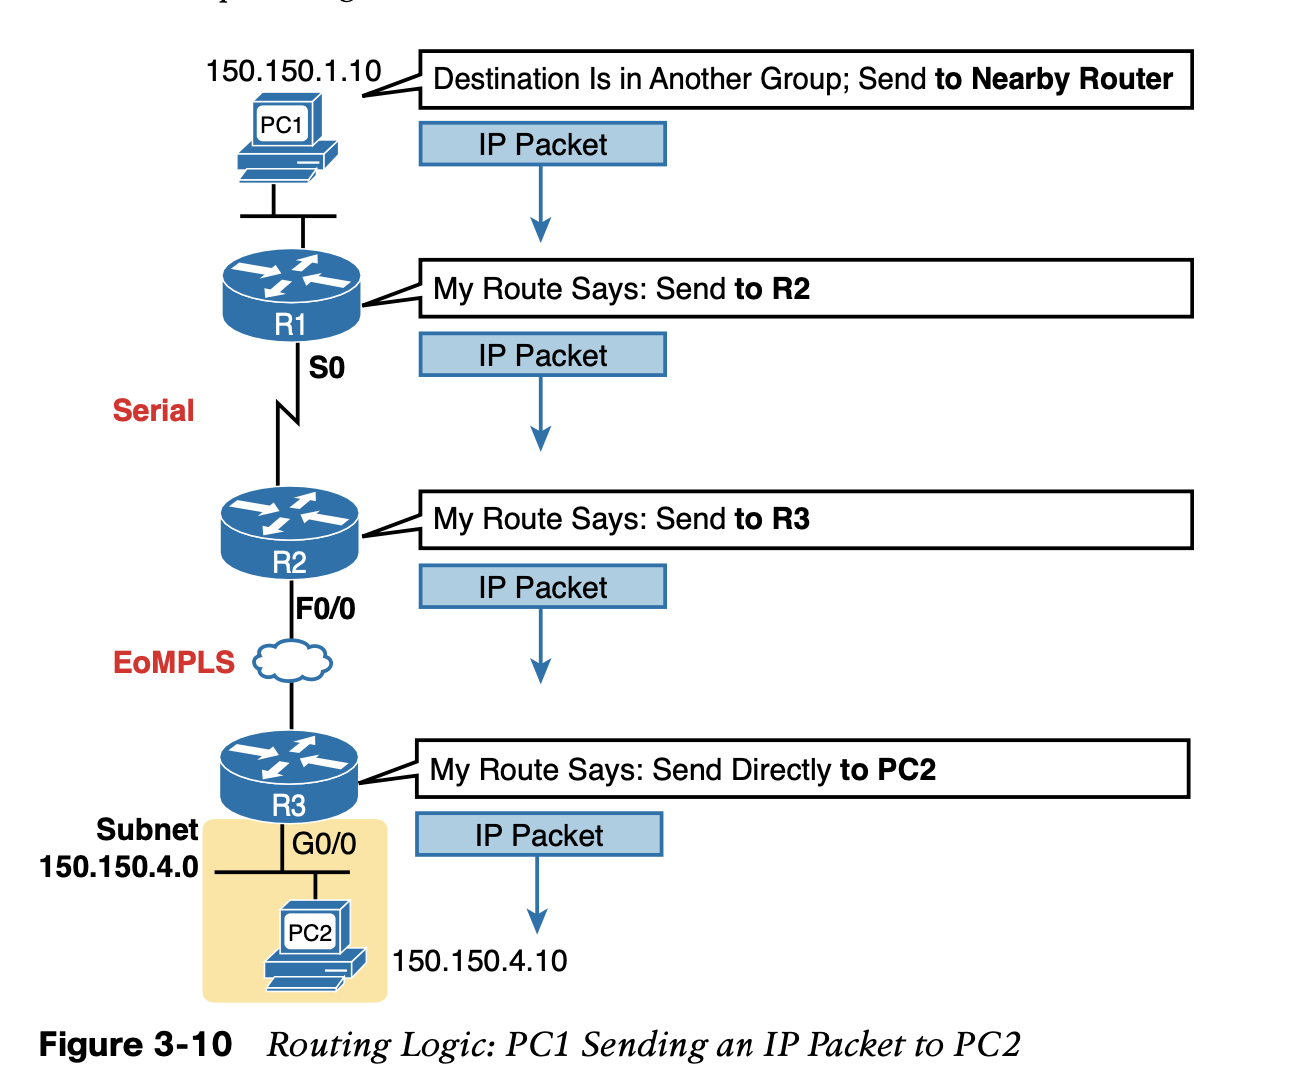 150.150.1.10
Destination Is in Another Group; Send to Nearby Router
PC1
IP Packet
My Route Says: Send to R2
R1
IP Packet
S0
Serial
My Route Says: Send to R3
R2
IP Packet
F0/0
EoMPLS
My Route Says: Send Directly to PC2
R3
IP Packet
Subnet
150.150.4.0
G0/0
PC2
150.150.4.10
Figure 3-10 Routing Logic: PC1 Sending an IP Packet to PC2